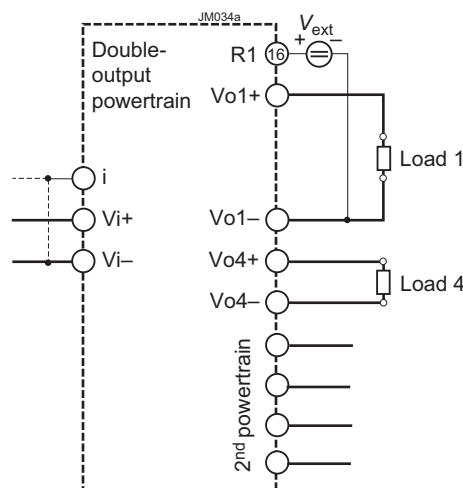 JM034a
Double-
output
powertrain
R1
16
+
Vext
–
Vo1+
Load 1
i
Vi+
Vo1–
Vi–
Vo4+
Load 4
Vo4–
2nd powertrain